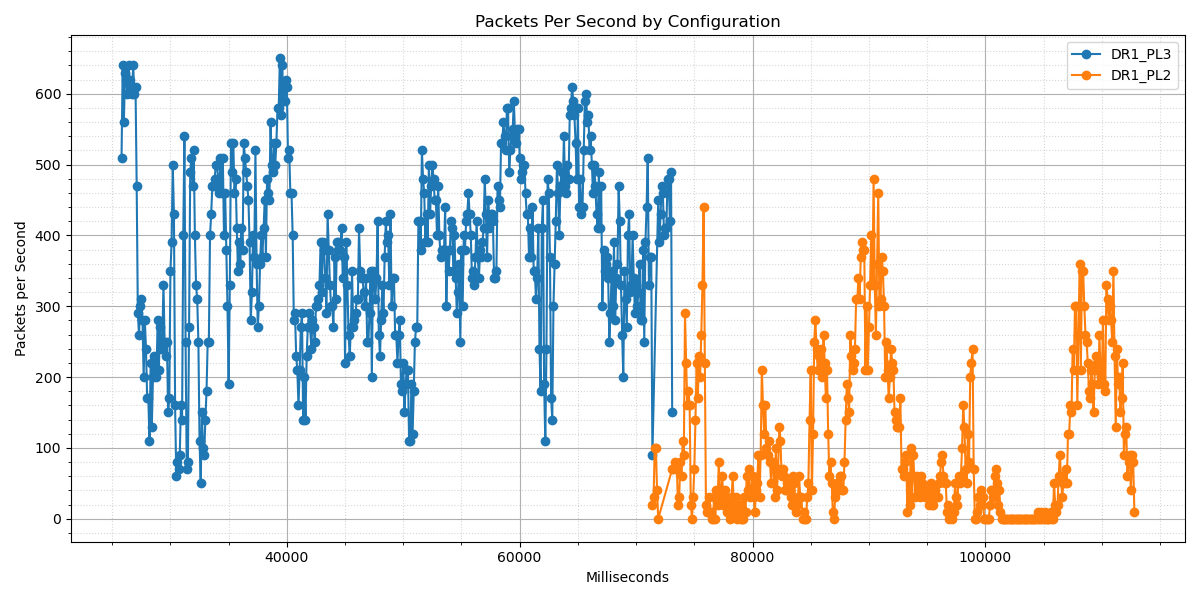 Packets Per Second by Configuration
DR1_PL3
DR1_PL2
Packets per Second
600
500
400
300
200
100
0
40000
60000
80000
100000
Milliseconds